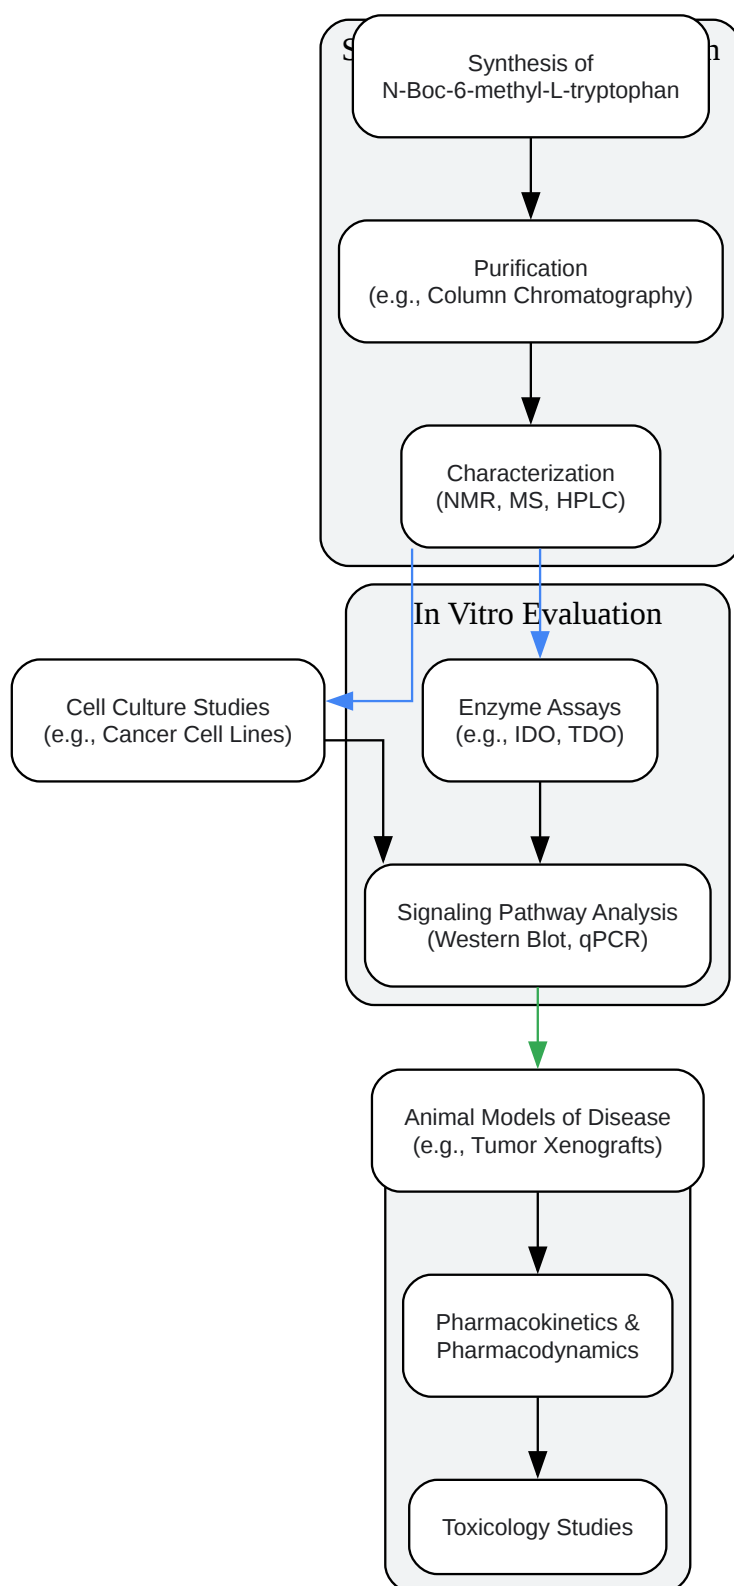 Synthesis of
N-Boc-6-methyl-L-tryptophan
Purification
(e.g., Column Chromatography)
Characterization
(NMR, MS, HPLC)
In Vitro Evaluation
Cell Culture Studies
(e.g., Cancer Cell Lines)
Enzyme Assays
(e.g., IDO, TDO)
Signaling Pathway Analysis
(Western Blot, qPCR)
Animal Models of Disease
(e.g., Tumor Xenografts)
Pharmacokinetics &
Pharmacodynamics
Toxicology Studies